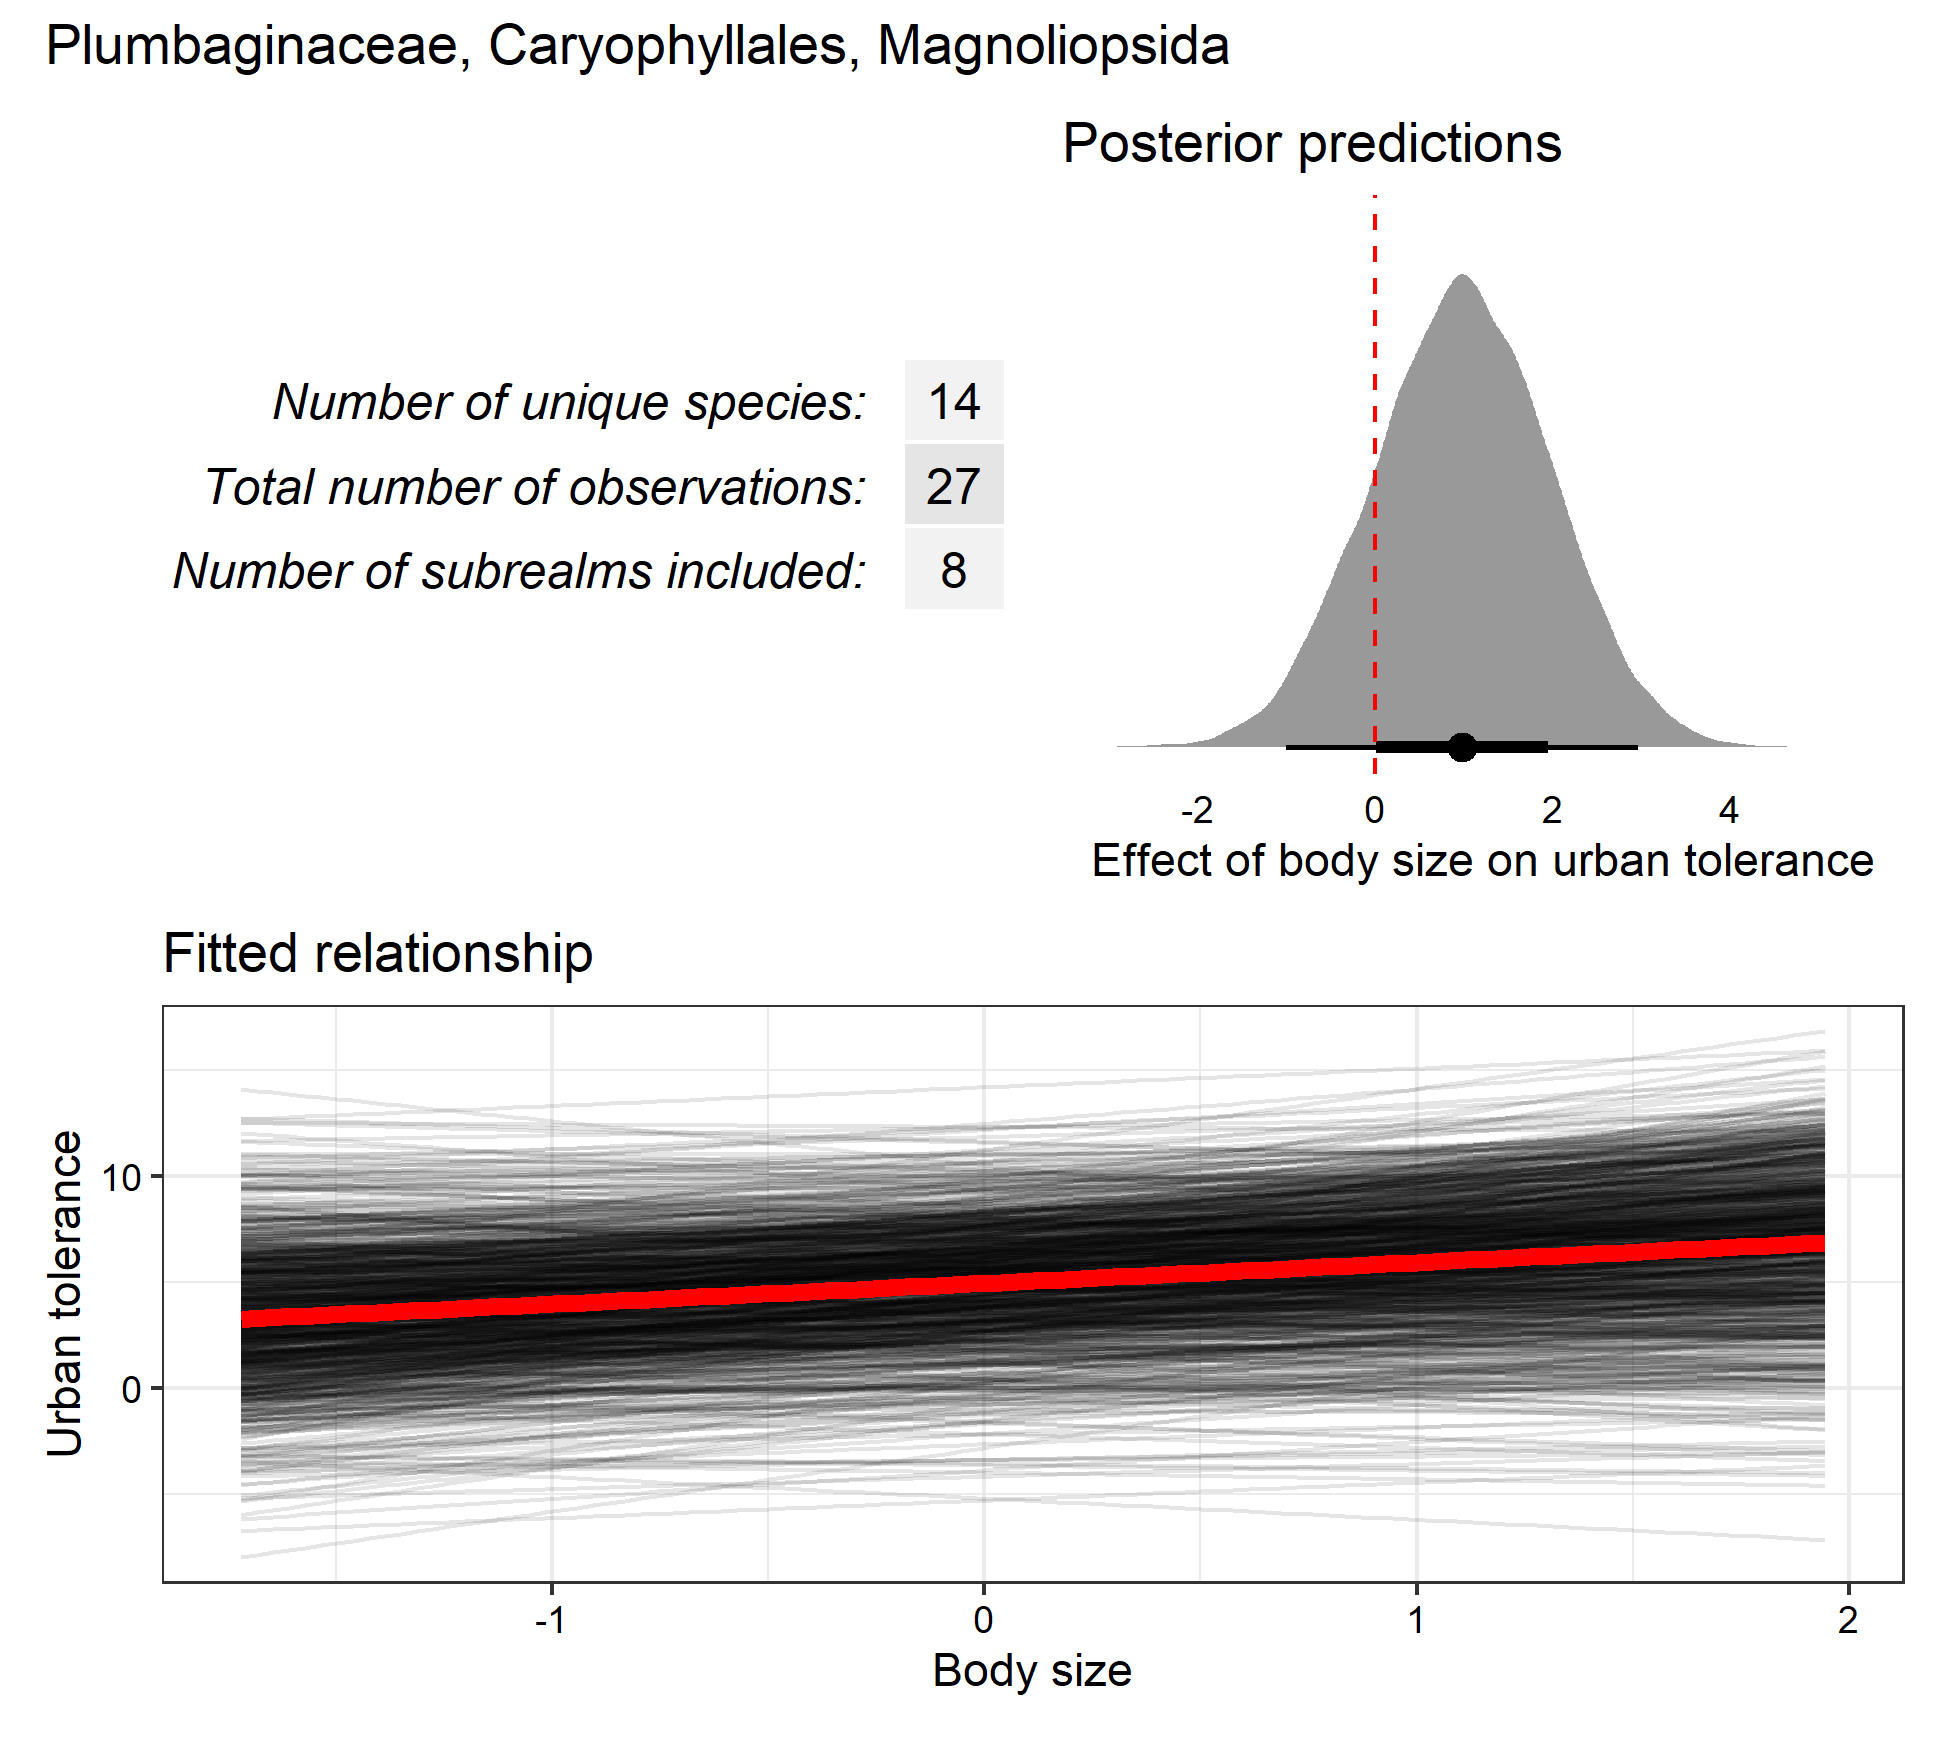 Plumbaginaceae, Caryophyllales, Magnoliopsida
Posterior predictions
Number of unique species: 14
Total number of observations: 27
Number of subrealms included: 8
-2 0 2 4
Effect of body size on urban tolerance
Fitted relationship
Urban tolerance
10
0
-1 0 1 2
Body size